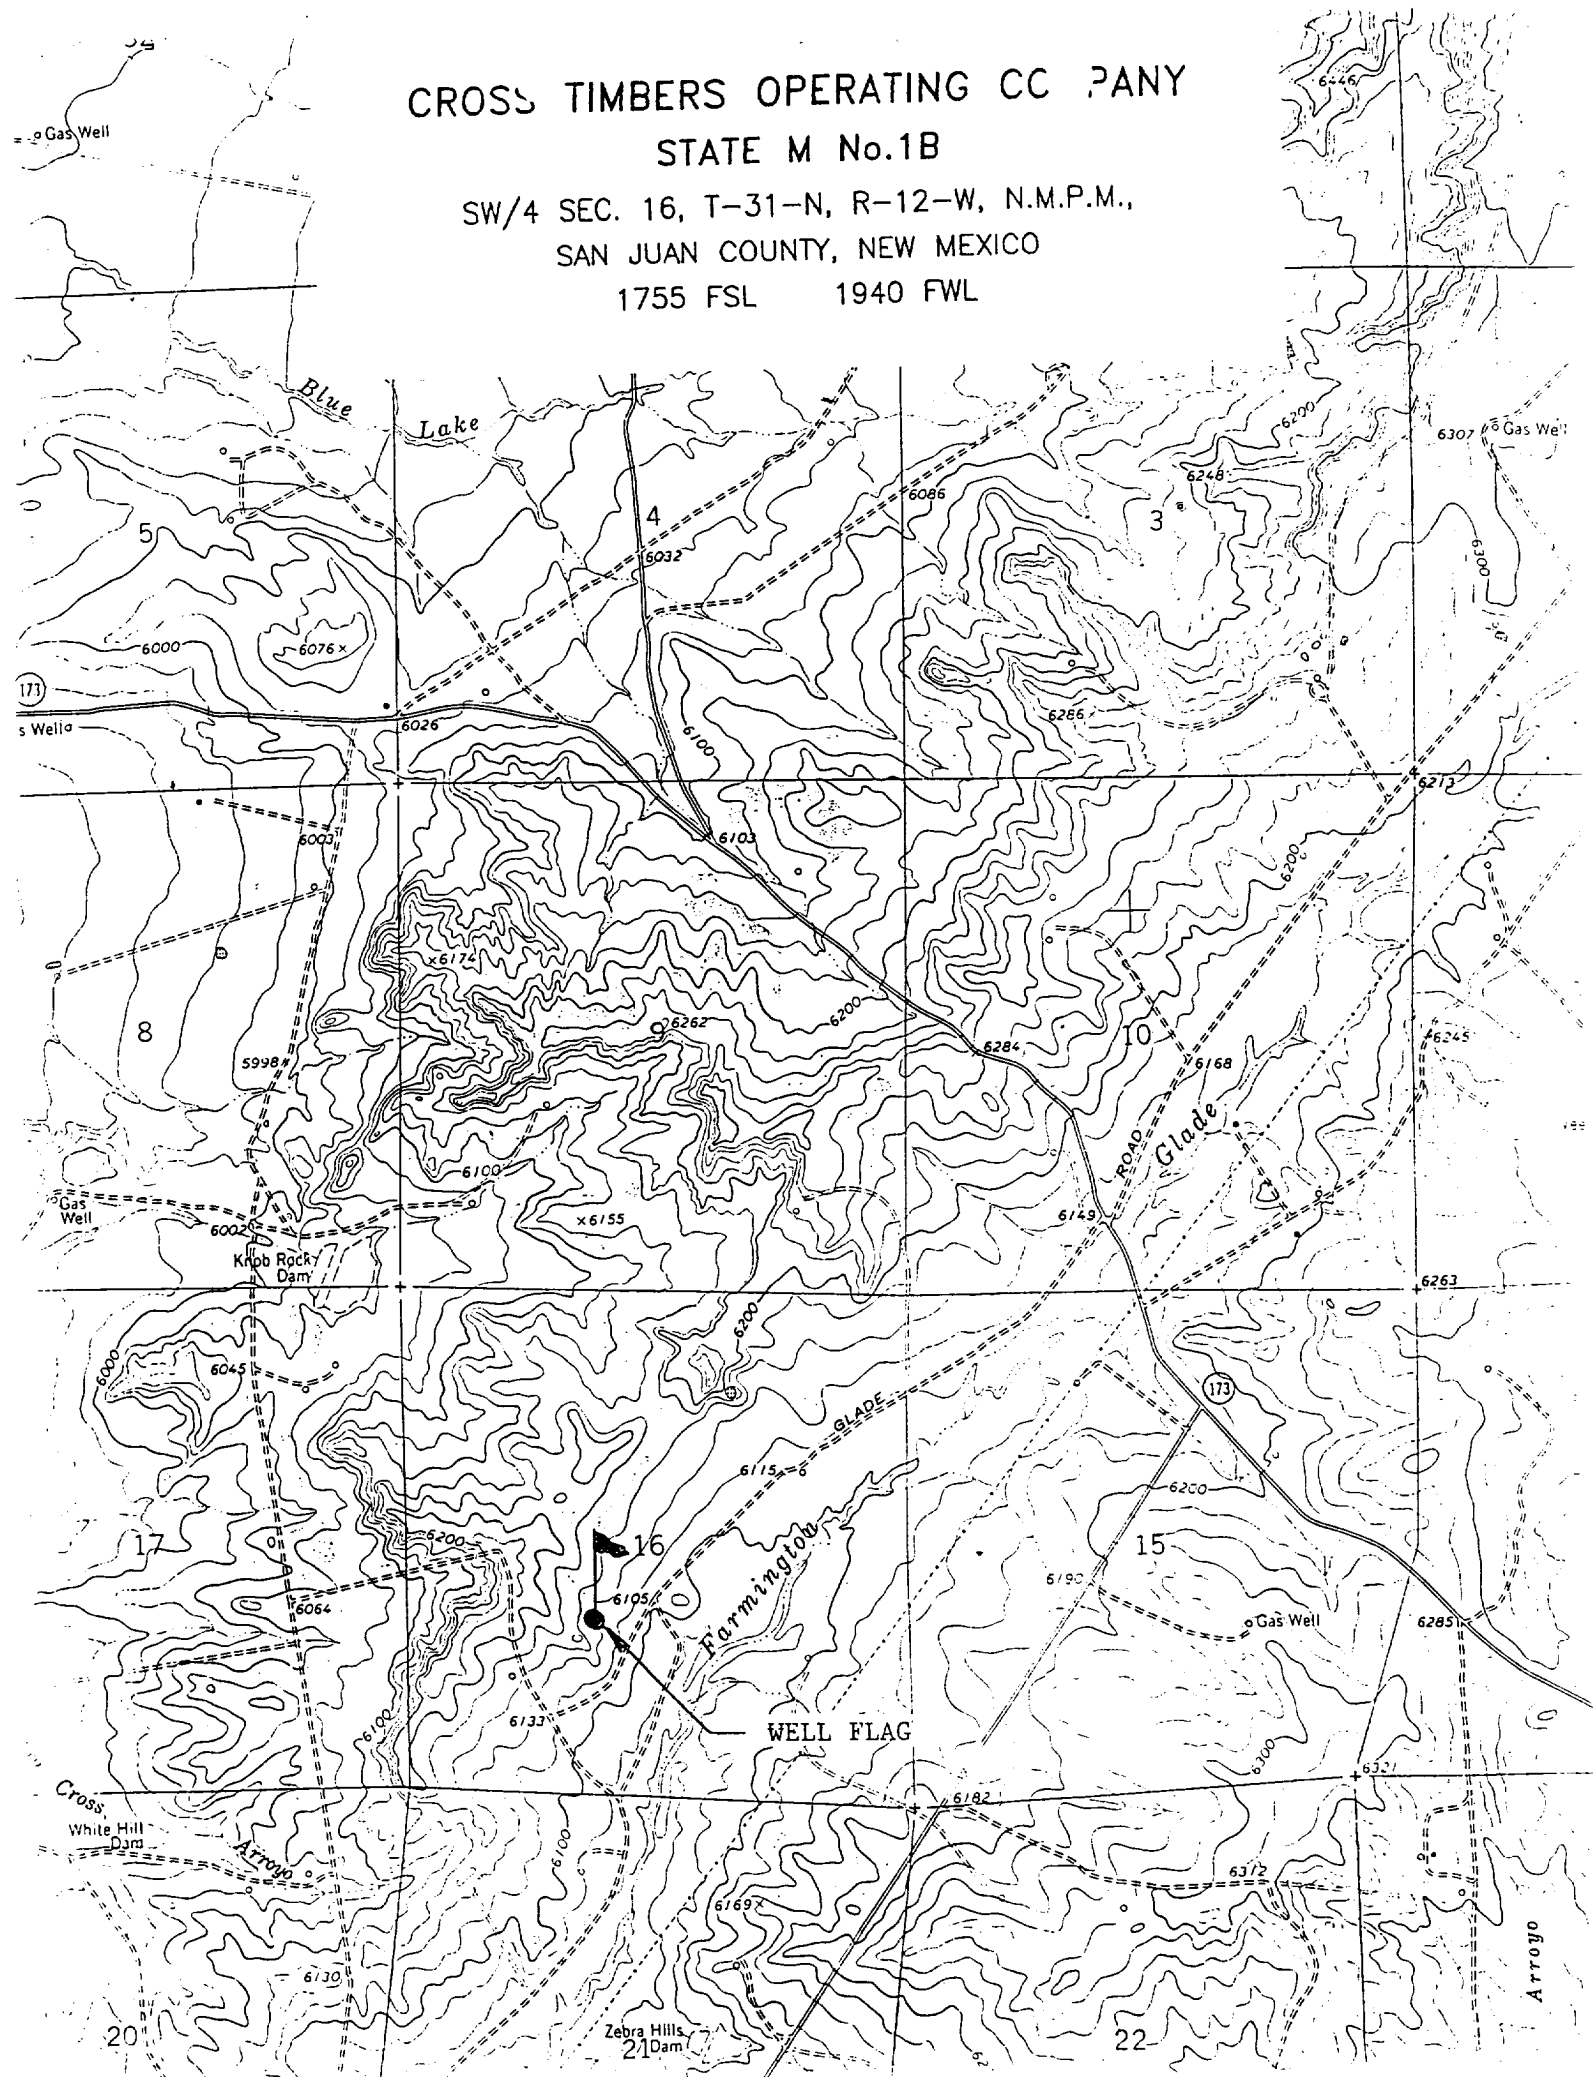 CROSS TIMBERS OPERATING CC PANY
STATE M No.1B
SW/4 SEC. 16, T-31-N, R-12-W, N.M.P.M.,
SAN JUAN COUNTY, NEW MEXICO
1755 FSL 1940 FWL
6446
Gas Well
Blue
Lake
6200
6307
Gas Well
6248
6086
5
4
3
6032
6300
6000
6076
173
6286
6026
6100
6213
6003
6103
6200
6174
6200
6262
8
10
6284
6245
5998
6168
ROAD
Glade
6100
Gas
Well
6155
6149
6002
Knob Rock
Dam
6263
6200
6000
6045
173
GLADE
6115
6200
17
6200
16
15
Farmington
6190
6105
6064
Gas Well
6285
6133
6100
WELL FLAG
6300
6321
Cross
6182
White Hill
Dam
Arroyo
6100
6312
6169
Arroyo
6130
20
Zebra Hills
21 Dam
22